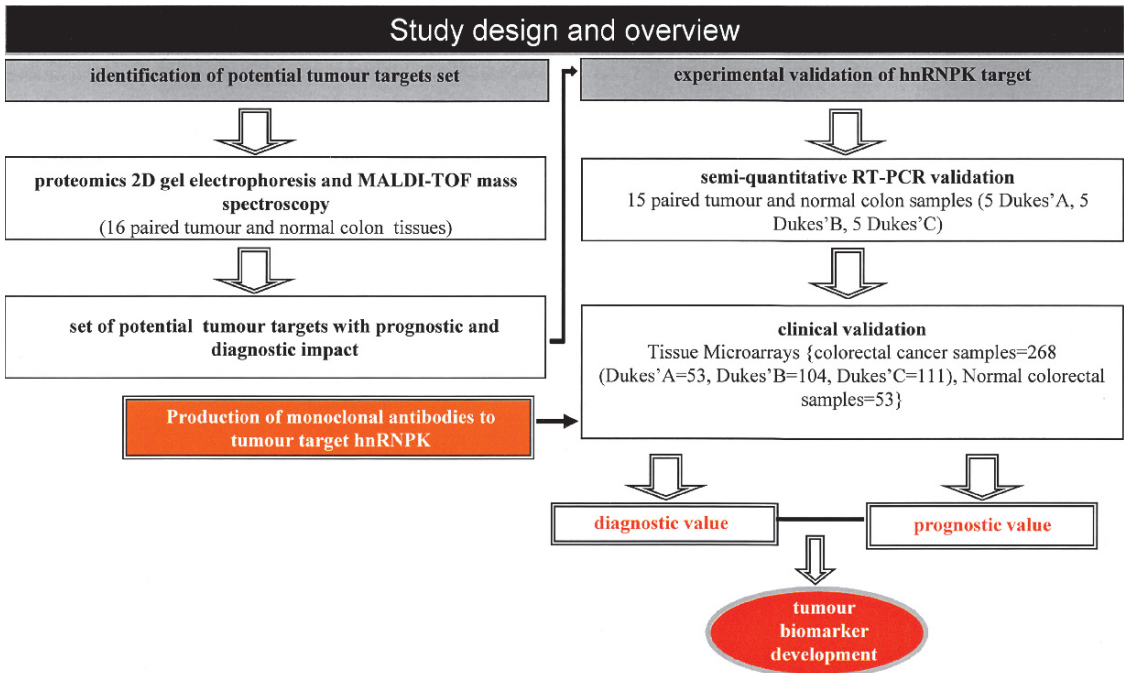 Study design and overview
identification of potential tumour targets set
proteomics 2D gel electrophoresis and MALDI-TOF mass
spectroscopy
(16 paired tumour and normal colon tissues)
set of potential tumour targets with prognostic and
diagnostic impact
Production of monoclonal antibodies to
tumour target hnRNPK
experimental validation of hnRNPK target
semi-quantitative RT-PCR validation
15 paired tumour and normal colon samples (5 Dukes'A, 5
Dukes'B, 5 Dukes'C)
clinical validation
Tissue Microarrays {colorectal cancer samples=268
(Dukes'A=53, Dukes'B=104, Dukes'C=111), Normal colorectal
samples=53}
diagnostic value
prognostic value
tumour
biomarker
development